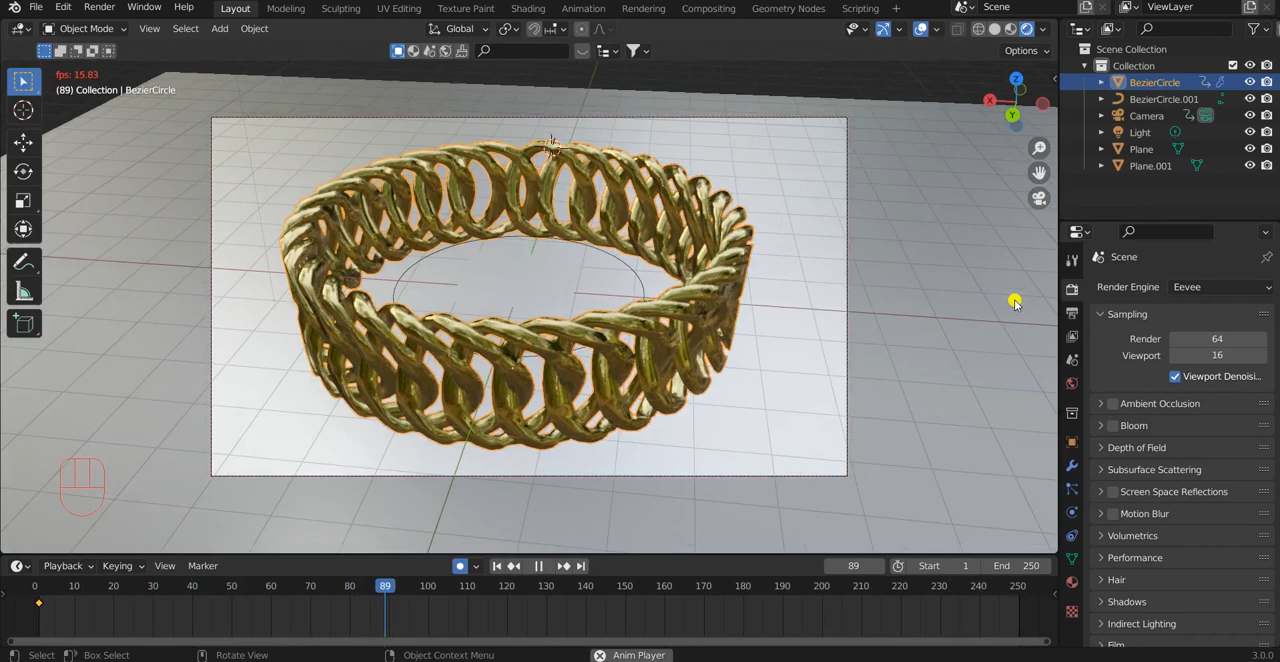 File Edit Render Window Help Layout Modeling Sculpting UV Editing Texture Paint Shading Animation Rendering Compositing Geometry Nodes Scripting + Scene ViewLayer
Object Mode View Select Add Object Global
Options
fps: 15.83
(89) Collection | BezierCircle
X
Y
Z
Scene Collection
Collection
BezierCircle
BezierCircle.001
Camera
Light
Plane
Plane.001
Scene
Render Engine Eevee
Sampling
Render 64
Viewport 16
Viewport Denoisi...
Ambient Occlusion
Bloom
Depth of Field
Subsurface Scattering
Screen Space Reflections
Motion Blur
Volumetrics
Performance
Hair
Shadows
Indirect Lighting
Film
Playback Keying View Marker 89 Start 1 End 250
0 10 20 30 40 50 60 70 80 89 100 110 120 130 140 150 160 170 180 190 200 210 220 230 240 250
Select Box Select Rotate View Object Context Menu Anim Player 3.0.0